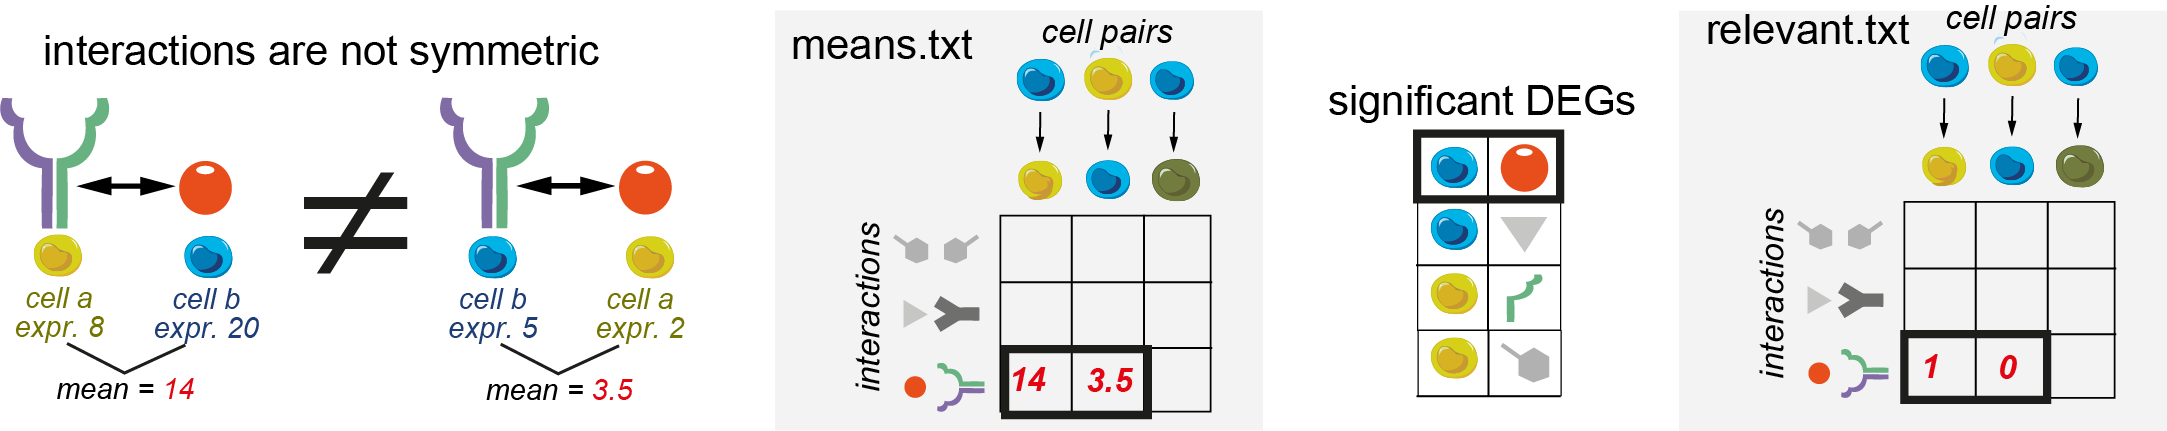 interactions are not symmetric
cell a
expr. 8
cell b
expr. 20
mean = 14
cell b
expr. 5
cell a
expr. 2
mean = 3.5
means.txt
cell pairs
interactions
14
3.5
significant DEGs
relevant.txt
cell pairs
interactions
1
0